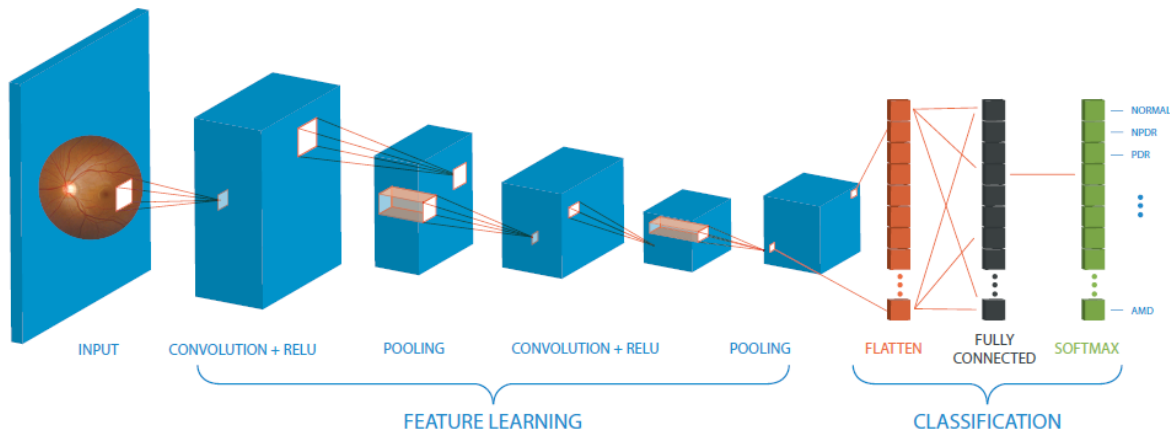 NORMAL
NPDR
PDR
AMD
INPUT
CONVOLUTION + RELU
POOLING
CONVOLUTION + RELU
POOLING
FLATTEN
FULLY
CONNECTED
SOFTMAX
FEATURE LEARNING
CLASSIFICATION